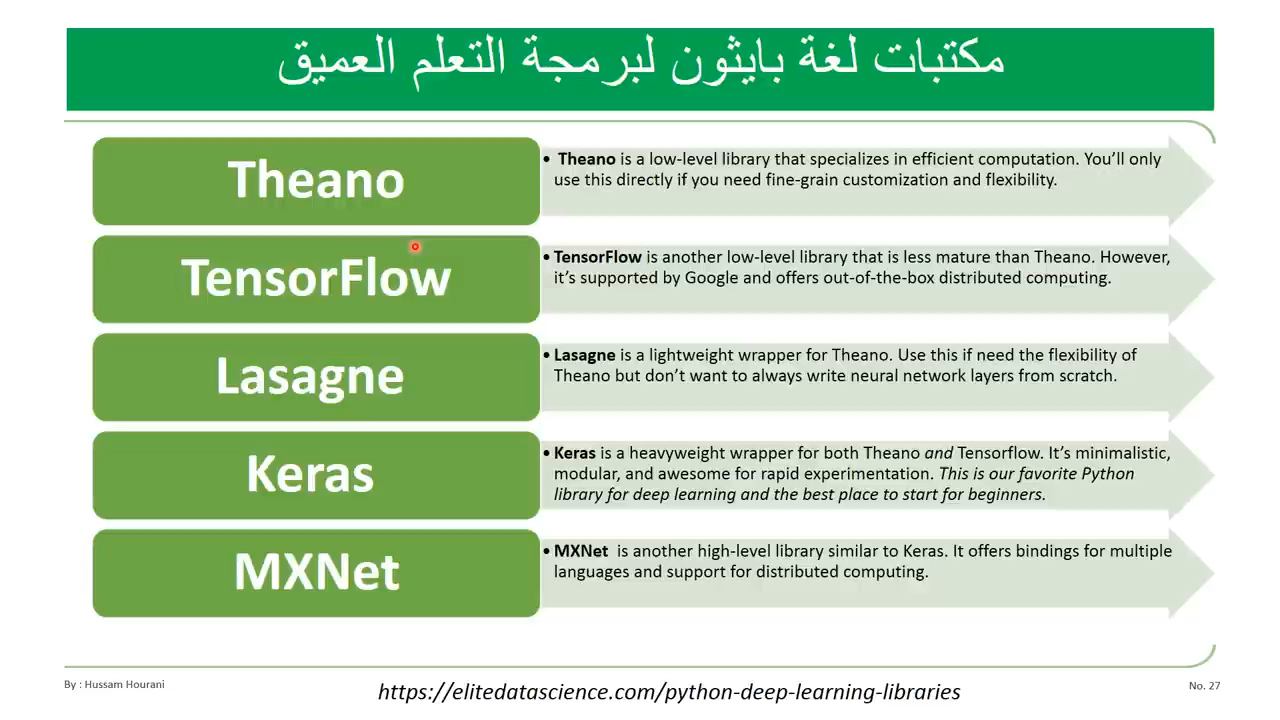 مكتبات لغة بايثون لبرمجة التعلم العميق
Theano
• Theano is a low-level library that specializes in efficient computation. You’ll only
use this directly if you need fine-grain customization and flexibility.
TensorFlow
• TensorFlow is another low-level library that is less mature than Theano. However,
it’s supported by Google and offers out-of-the-box distributed computing.
Lasagne
• Lasagne is a lightweight wrapper for Theano. Use this if need the flexibility of
Theano but don’t want to always write neural network layers from scratch.
Keras
• Keras is a heavyweight wrapper for both Theano and Tensorflow. It’s minimalistic,
modular, and awesome for rapid experimentation. This is our favorite Python
library for deep learning and the best place to start for beginners.
MXNet
• MXNet is another high-level library similar to Keras. It offers bindings for multiple
languages and support for distributed computing.
By : Hussam Hourani
https://elitedatascience.com/python-deep-learning-libraries
No. 27